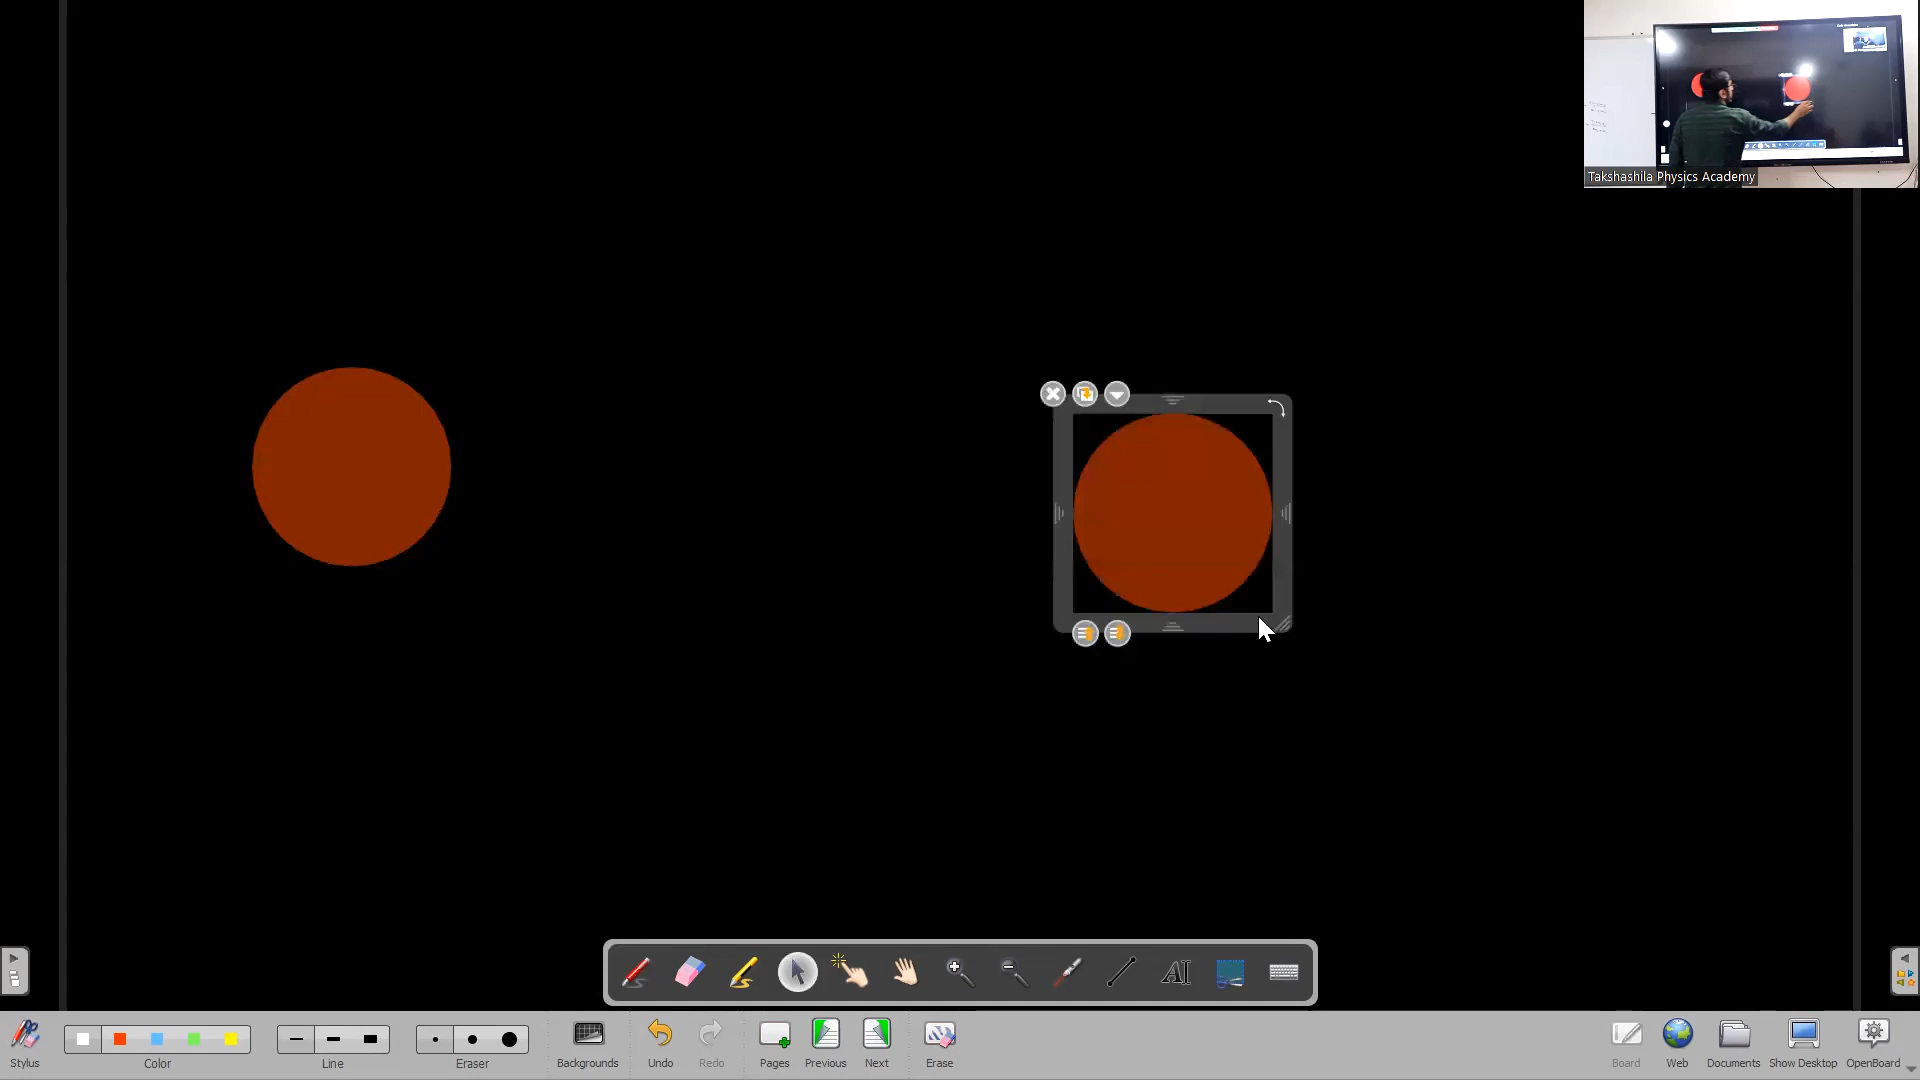 Takshashila Physics Academy
AI
Stylus
Color
Line
Eraser
Backgrounds
Undo
Redo
Pages
Previous
Next
Erase
Board
Web
Documents
Show Desktop
OpenBoard